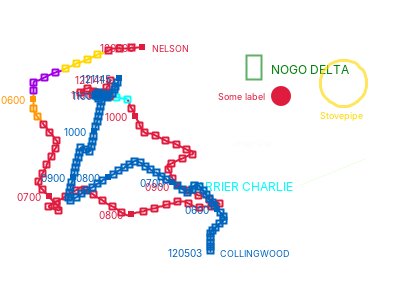 NELSON
NOGO DELTA
Some label
Stovepipe
0600
1000
1000
0900
0800
0700
0900
0700
RRIER CHARLIE
0800
0800
120503
COLLINGWOOD